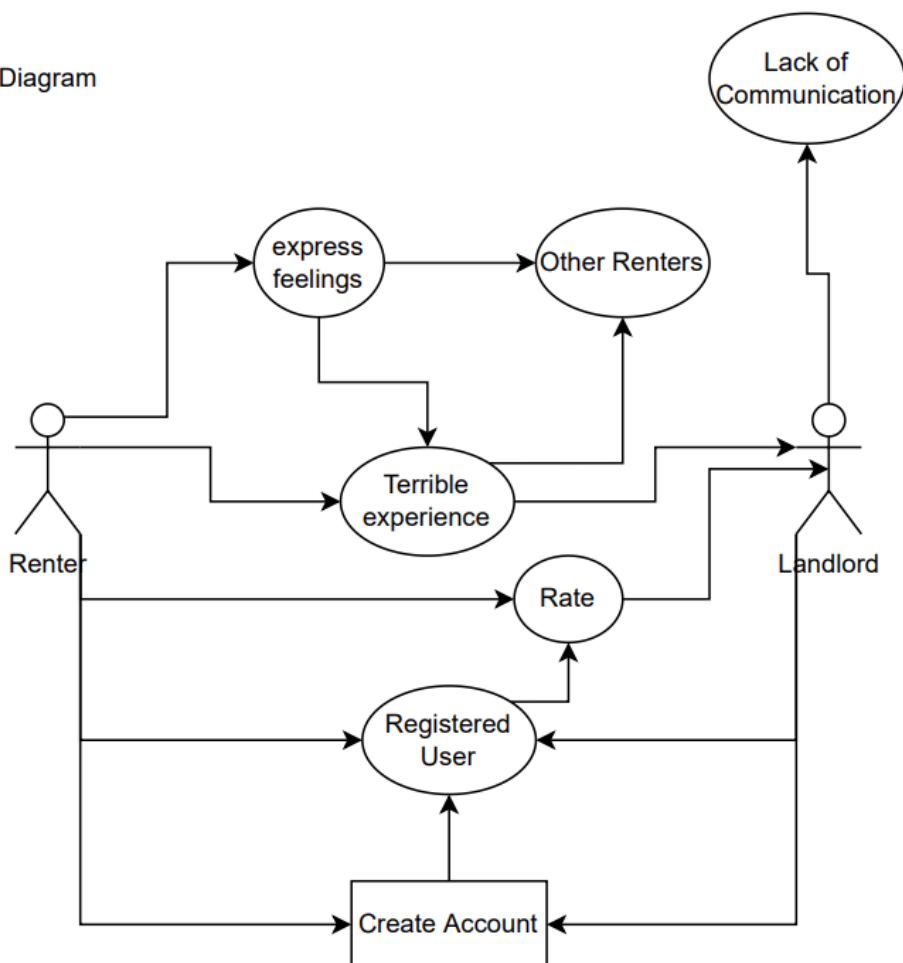 Diagram
Lack of
Communication
express
feelings
Other Renters
Terrible
experience
Renter
Landlord
Rate
Registered
User
Create Account